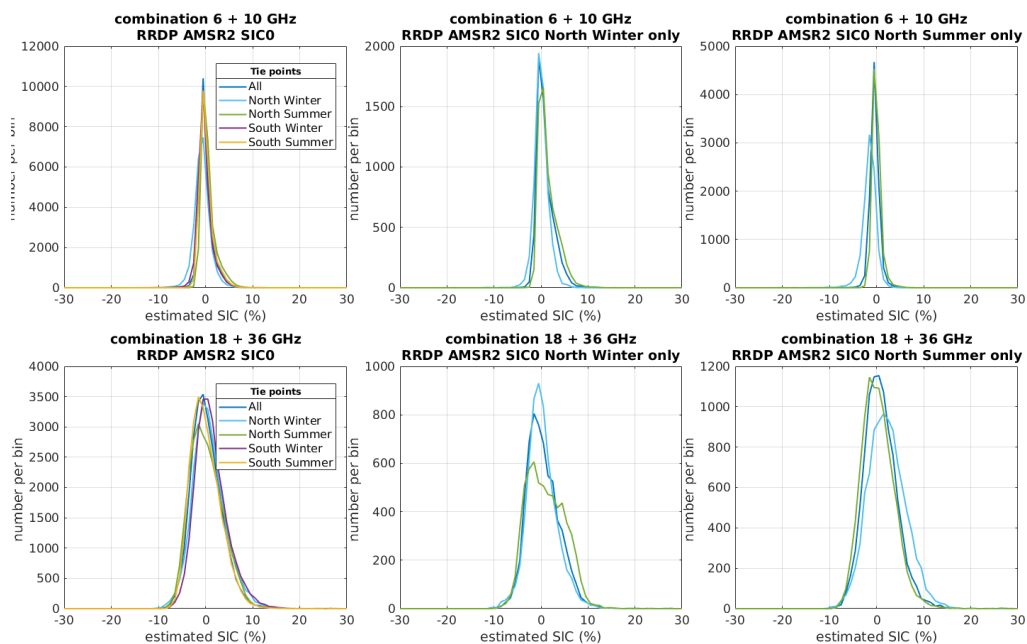 combination 6 + 10 GHz
RRDP AMSR2 SIC0
12000
10000
8000
6000
4000
2000
0
number per bin
-30 -20 -10 0 10 20 30
estimated SIC (%)
Tie points
All
North Winter
North Summer
South Winter
South Summer
combination 6 + 10 GHz
RRDP AMSR2 SIC0 North Winter only
2000
1500
1000
500
0
number per bin
-30 -20 -10 0 10 20 30
estimated SIC (%)
combination 6 + 10 GHz
RRDP AMSR2 SIC0 North Summer only
5000
4000
3000
2000
1000
0
number per bin
-30 -20 -10 0 10 20 30
estimated SIC (%)
combination 18 + 36 GHz
RRDP AMSR2 SIC0
4000
3500
3000
2500
2000
1500
1000
500
0
number per bin
-30 -20 -10 0 10 20 30
estimated SIC (%)
Tie points
All
North Winter
North Summer
South Winter
South Summer
combination 18 + 36 GHz
RRDP AMSR2 SIC0 North Winter only
1000
800
600
400
200
0
number per bin
-30 -20 -10 0 10 20 30
estimated SIC (%)
combination 18 + 36 GHz
RRDP AMSR2 SIC0 North Summer only
1200
1000
800
600
400
200
0
number per bin
-30 -20 -10 0 10 20 30
estimated SIC (%)